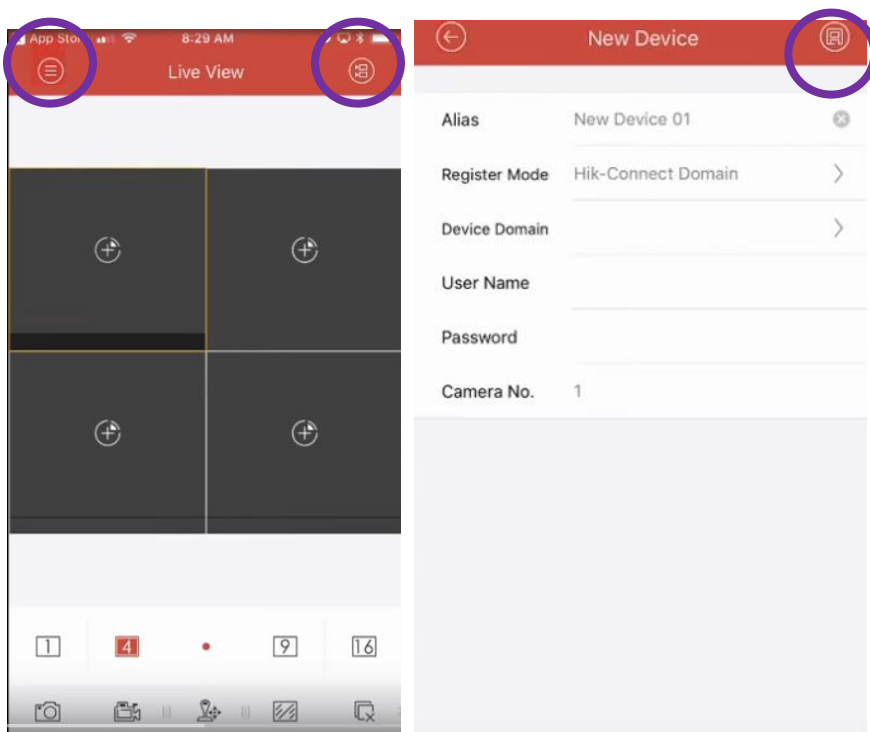 App Stor
8:29 AM
Live View
1
4
9
16
New Device
Alias New Device 01
Register Mode Hik-Connect Domain
Device Domain
User Name
Password
Camera No. 1